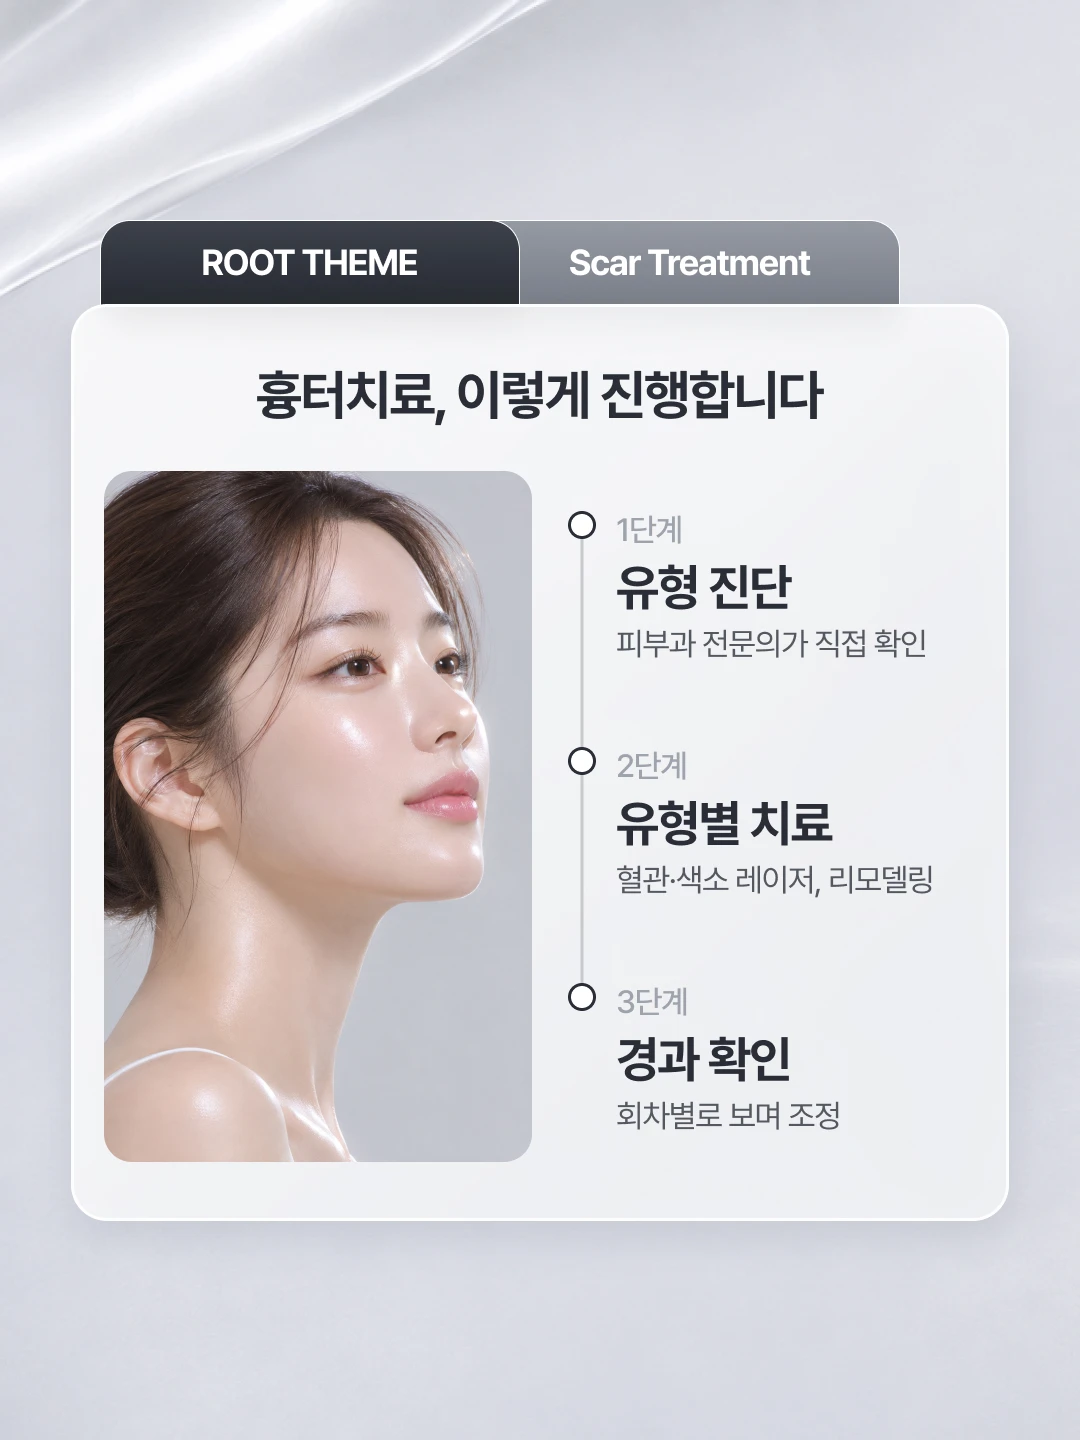 ROOT THEME
Scar Treatment
흉터치료, 이렇게 진행합니다
1단계
유형 진단
피부과 전문의가 직접 확인
2단계
유형별 치료
혈관·색소 레이저, 리모델링
3단계
경과 확인
회차별로 보며 조정